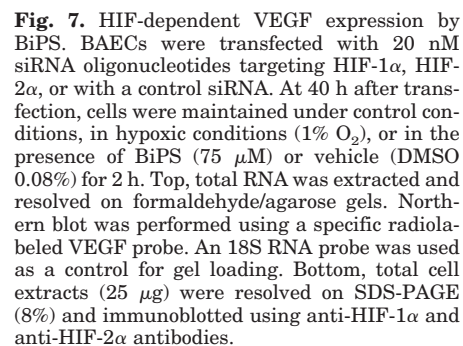 Fig. 7. HIF-dependent VEGF expression by
BiPS. BAECs were transfected with 20 nM
siRNA oligonucleotides targeting HIF-1α, HIF-
2α, or with a control siRNA. At 40 h after trans-
fection, cells were maintained under control con-
ditions, in hypoxic conditions (1% O₂), or in the
presence of BiPS (75 μM) or vehicle (DMSO
0.08%) for 2 h. Top, total RNA was extracted and
resolved on formaldehyde/agarose gels. North-
ern blot was performed using a specific radiola-
beled VEGF probe. An 18S RNA probe was used
as a control for gel loading. Bottom, total cell
extracts (25 μg) were resolved on SDS-PAGE
(8%) and immunoblotted using anti-HIF-1α and
anti-HIF-2α antibodies.